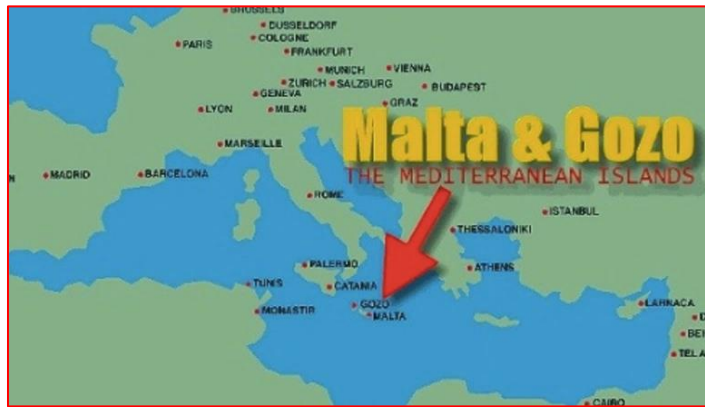 BRUSSELS
DUSSELDORF
COLOGNE
PARIS
FRANKFURT
MUNICH
VIENNA
ZURICH
SALZBURG
BUDAPEST
GENEVA
GRAZ
LYON
MILAN
Malta & Gozo
MARSEILLE
THE MEDITERRANEAN ISLANDS
MADRID
BARCELONA
ROME
ISTANBUL
THESSALONIKI
PALERMO
ATHENS
TUNIS
CATANIA
GOZO
LARNACA
MONASTIR
MALTA
TEL A
CAIRO